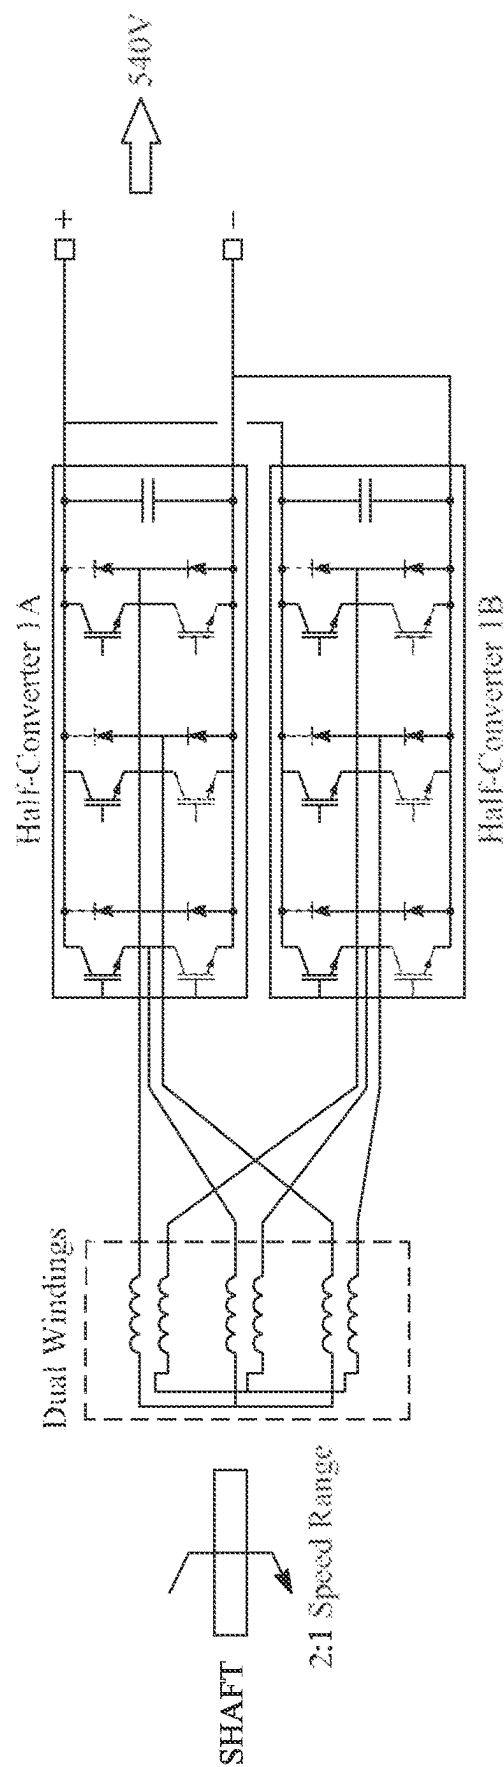 SHAFT
2:1 Speed Range
Dual Windings
Half-Converter 1A
Half-Converter 1B
+
−
540V